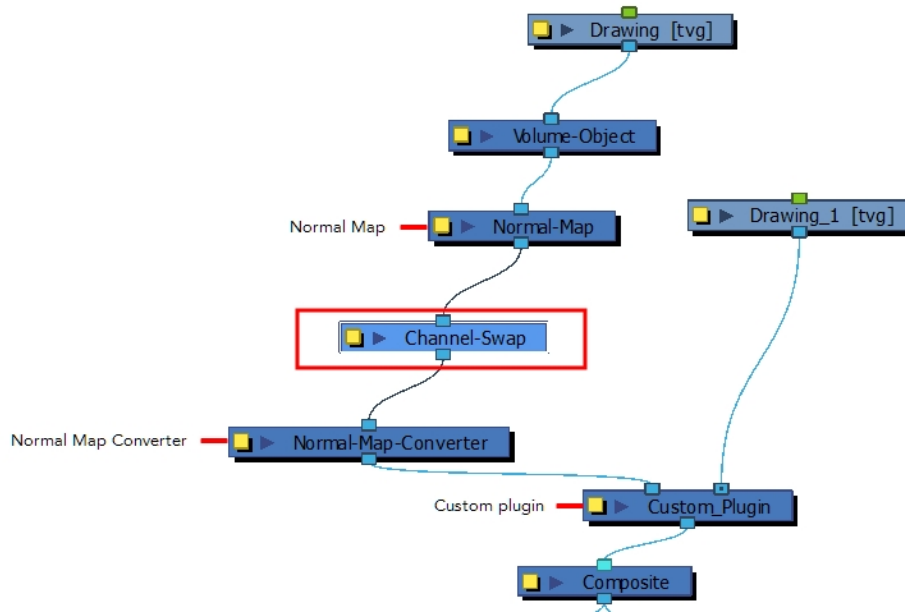 Drawing [tvg]
Volume-Object
Normal Map
Normal-Map
Drawing_1 [tvg]
Channel-Swap
Normal Map Converter
Normal-Map-Converter
Custom plugin
Custom_Plugin
Composite